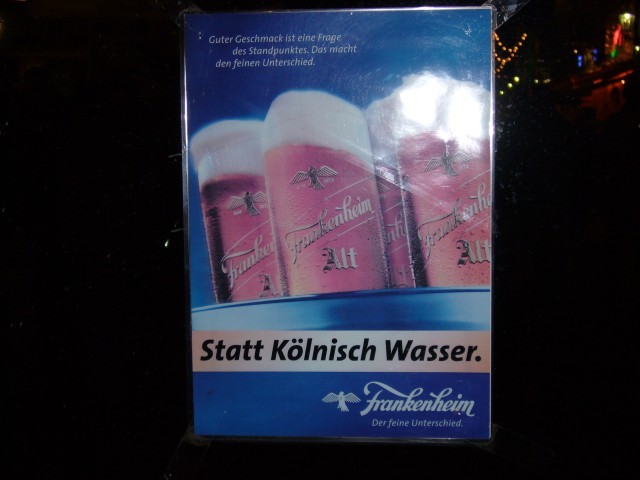 Guter Geschmack ist eine Frage
des Standpunktes. Das macht
den feinen Unterschied.
Frankenheim
Alt
Frankenheim
Alt
Frankenheim
Alt
Statt Kölnisch Wasser.
Frankenheim
Der feine Unterschied.